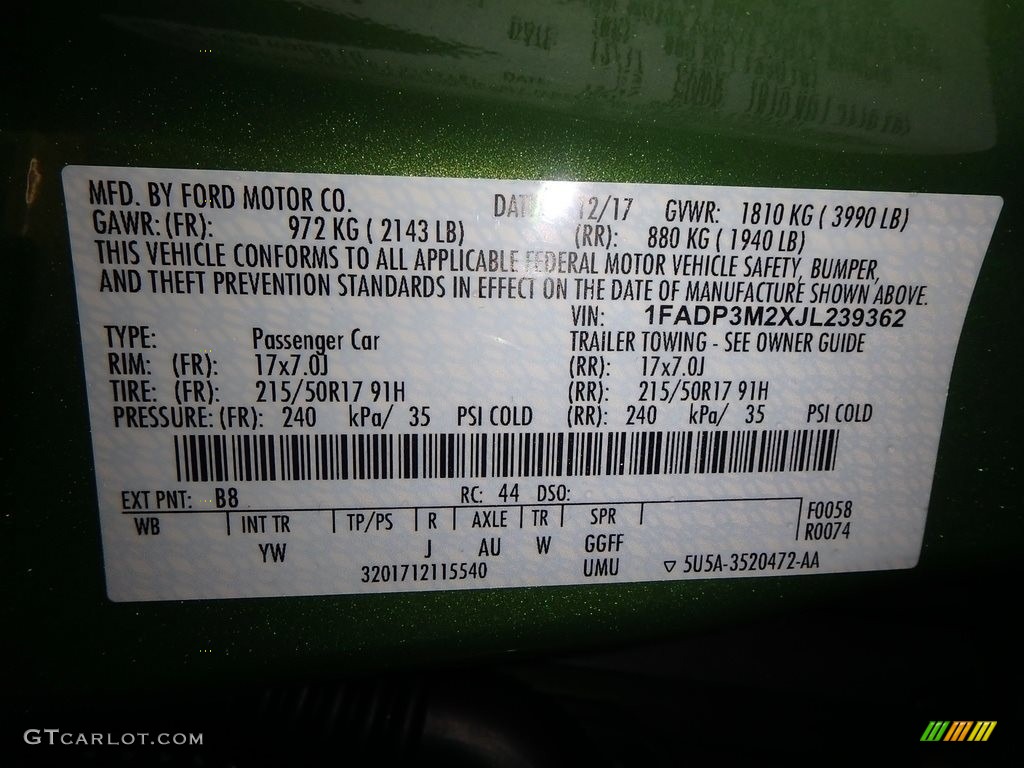 MFD. BY FORD MOTOR CO. 12/17 GVWR: 1810 KG ( 3990 LB)
GAWR: (FR): 972 KG ( 2143 LB) (RR): 880 KG ( 1940 LB)
THIS VEHICLE CONFORMS TO ALL APPLICABLE FEDERAL MOTOR VEHICLE SAFETY, BUMPER,
AND THEFT PREVENTION STANDARDS IN EFFECT ON THE DATE OF MANUFACTURE SHOWN ABOVE.
VIN: 1FADP3M2XJL239362
TYPE: Passenger Car TRAILER TOWING - SEE OWNER GUIDE
RIM: (FR): 17x7.0J (RR): 17x7.0J
TIRE: (FR): 215/50R17 91H (RR): 215/50R17 91H
PRESSURE: (FR): 240 kPa/ 35 PSI COLD (RR): 240 kPa/ 35 PSI COLD
EXT PNT: B8 RC: 44 DSO:
WB INT TR TP/PS R AXLE TR SPR F0058
R0074
YW J AU W GGFF
3201712115540 UMU ▽ 5U5A-3520472-AA
GTCARLOT.COM